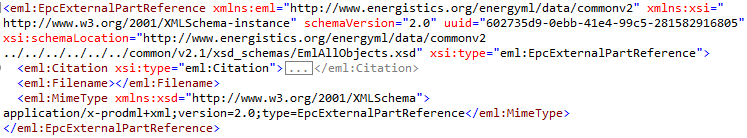 <eml:EpcExternalPartReference xmlns:eml="http://www.energistics.org/energyml/data/commonv2" xmlns:xsi="
http://www.w3.org/2001/XMLSchema-instance" schemaVersion="2.0" uuid="602735d9-0ebb-41e4-99c5-281582916805"
xsi:schemaLocation="http://www.energistics.org/energyml/data/commonv2
../../../../../../common/v2.1/xsd_schemas/EmlAllObjects.xsd" xsi:type="eml:EpcExternalPartReference">
<eml:Citation xsi:type="eml:Citation">...</eml:Citation>
<eml:Filename></eml:Filename>
<eml:MimeType xmlns:xsd="http://www.w3.org/2001/XMLSchema">
application/x-prodml+xml;version=2.0;type=EpcExternalPartReference</eml:MimeType>
</eml:EpcExternalPartReference>